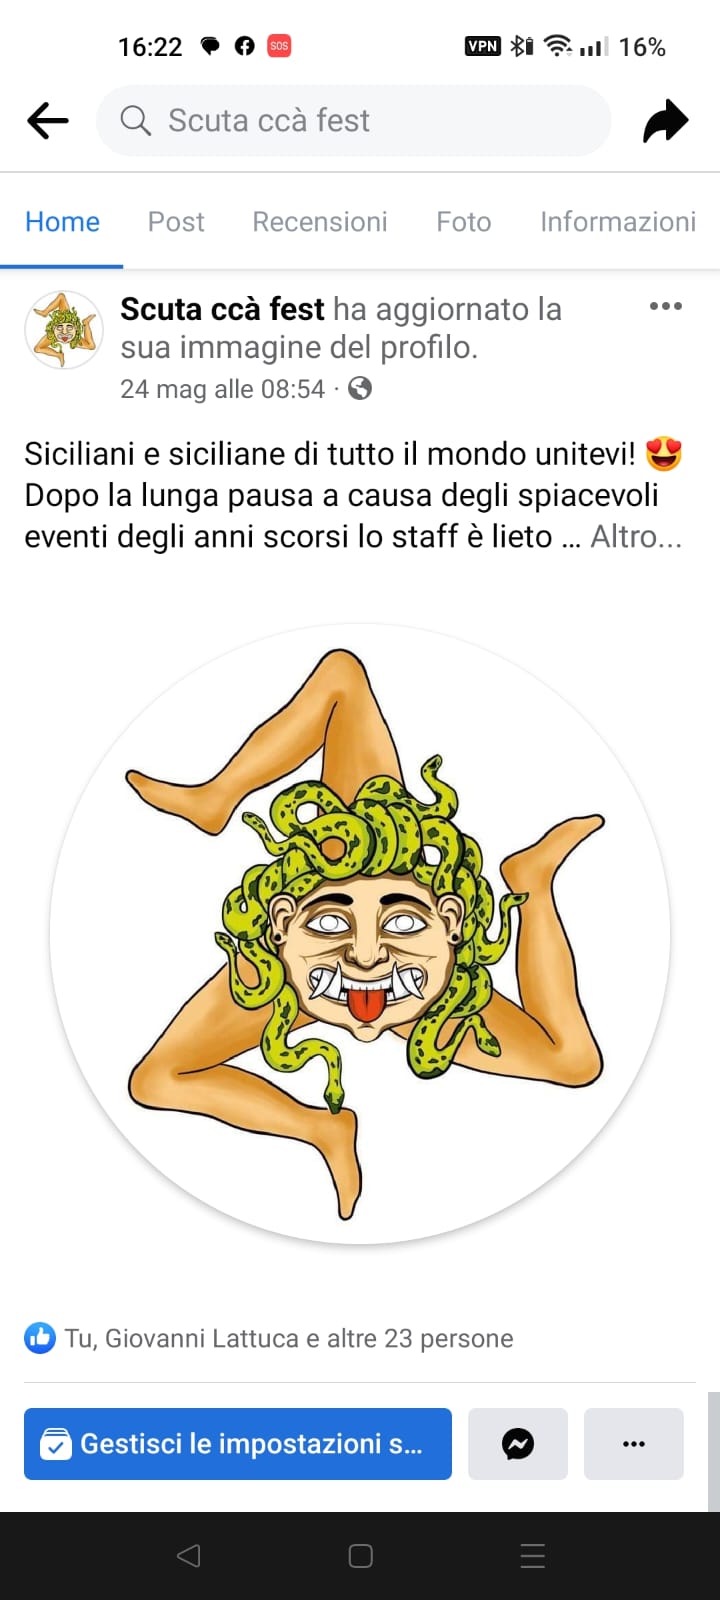 16:22 SOS VPN 16%
Scuta ccà fest
Home Post Recensioni Foto Informazioni
Scuta ccà fest ha aggiornato la
sua immagine del profilo.
24 mag alle 08:54 ·
Siciliani e siciliane di tutto il mondo unitevi! 😍
Dopo la lunga pausa a causa degli spiacevoli
eventi degli anni scorsi lo staff è lieto ... Altro...
Tu, Giovanni Lattuca e altre 23 persone
Gestisci le impostazioni s...